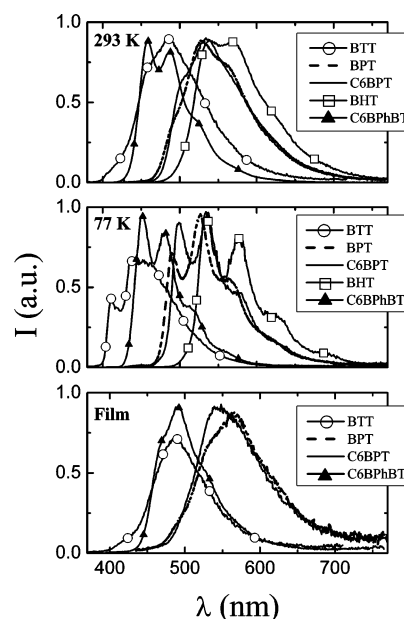 1.0
293 K
BTT
BPT
C6BPT
BHT
C6BPhBT
0.5
0.0
I (a.u.)
1.0
77 K
BTT
BPT
C6BPT
BHT
C6BPhBT
0.5
0.0
1.0
Film
BTT
BPT
C6BPT
C6BPhBT
0.5
0.0
400 500 600 700
λ (nm)